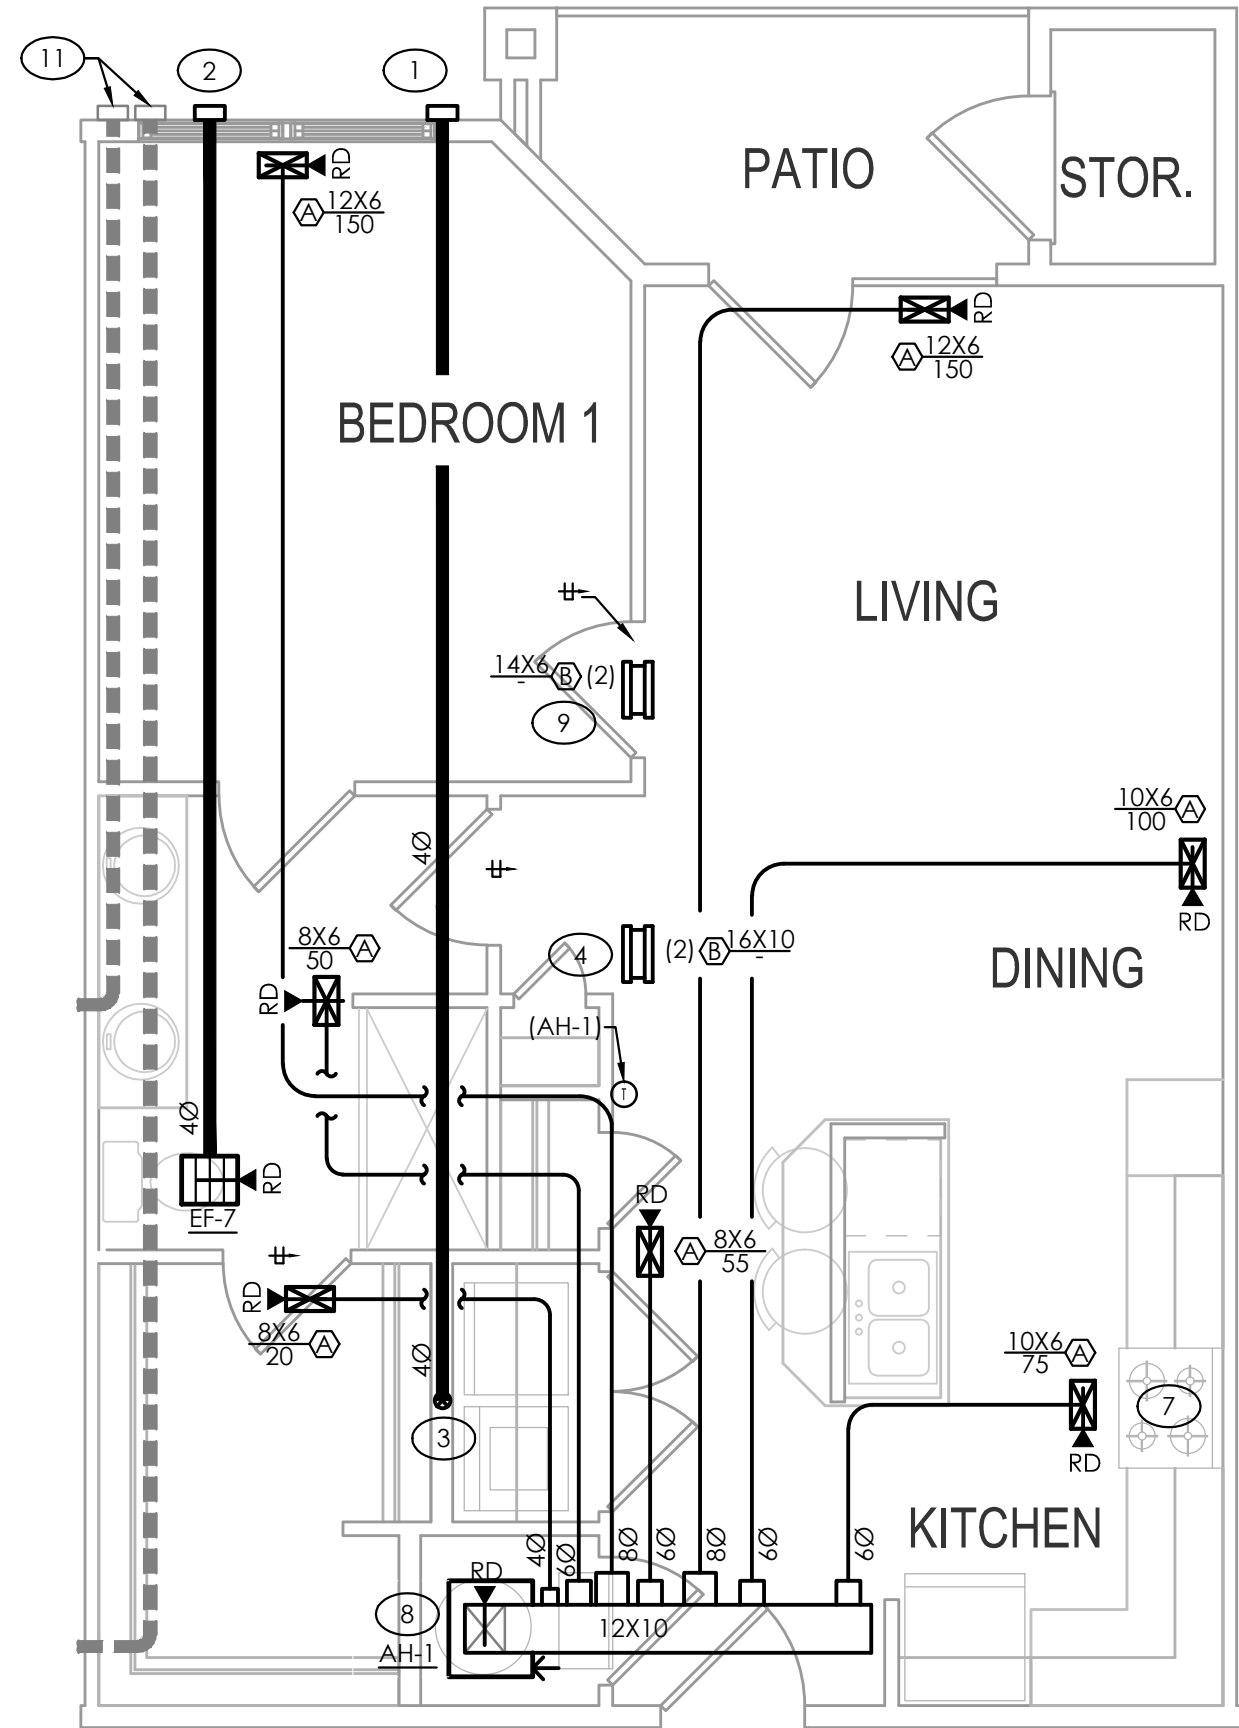 11
2
1
RD
A 12X6
150
PATIO
STOR.
RD
A 12X6
150
BEDROOM 1
LIVING
14X6 B (2)
-
9
10X6 A
100
RD
4Ø
8X6 A
50
RD
4
(2) B 16X10
-
DINING
(AH-1)
T
4Ø
RD
EF-7
RD
A 8X6
55
RD
8X6 A
20
4Ø
3
10X6 A
75
7
RD
KITCHEN
4Ø
6Ø
8Ø
6Ø
8Ø
6Ø
6Ø
RD
8
12X10
AH-1